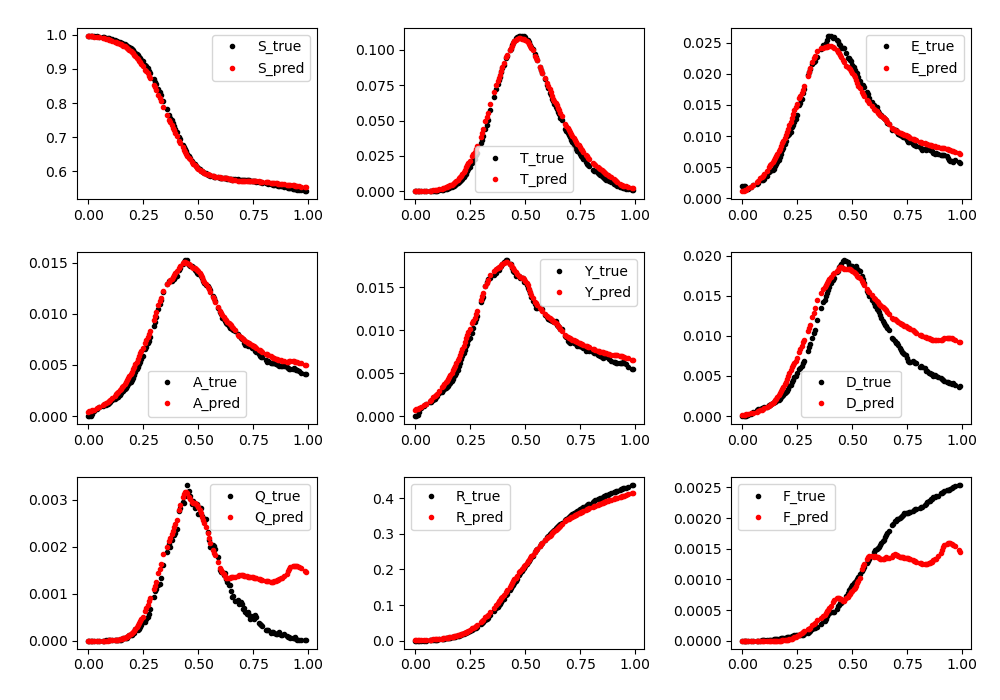 1.0
0.9
0.8
0.7
0.6
0.00 0.25 0.50 0.75 1.00
S_true
S_pred
0.100
0.075
0.050
0.025
0.000
0.00 0.25 0.50 0.75 1.00
T_true
T_pred
0.025
0.020
0.015
0.010
0.005
0.000
0.00 0.25 0.50 0.75 1.00
E_true
E_pred
0.015
0.010
0.005
0.000
0.00 0.25 0.50 0.75 1.00
A_true
A_pred
0.015
0.010
0.005
0.000
0.00 0.25 0.50 0.75 1.00
Y_true
Y_pred
0.020
0.015
0.010
0.005
0.000
0.00 0.25 0.50 0.75 1.00
D_true
D_pred
0.003
0.002
0.001
0.000
0.00 0.25 0.50 0.75 1.00
Q_true
Q_pred
0.4
0.3
0.2
0.1
0.0
0.00 0.25 0.50 0.75 1.00
R_true
R_pred
0.0025
0.0020
0.0015
0.0010
0.0005
0.0000
0.00 0.25 0.50 0.75 1.00
F_true
F_pred